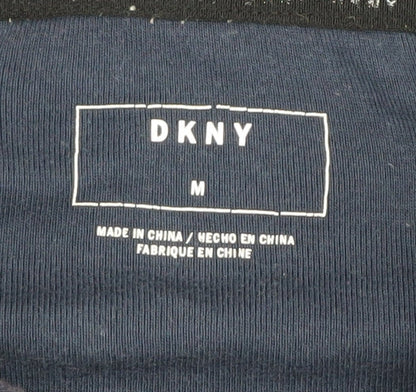 DKNY
M
MADE IN CHINA / HECHO EN CHINA
FABRIQUE EN CHINE